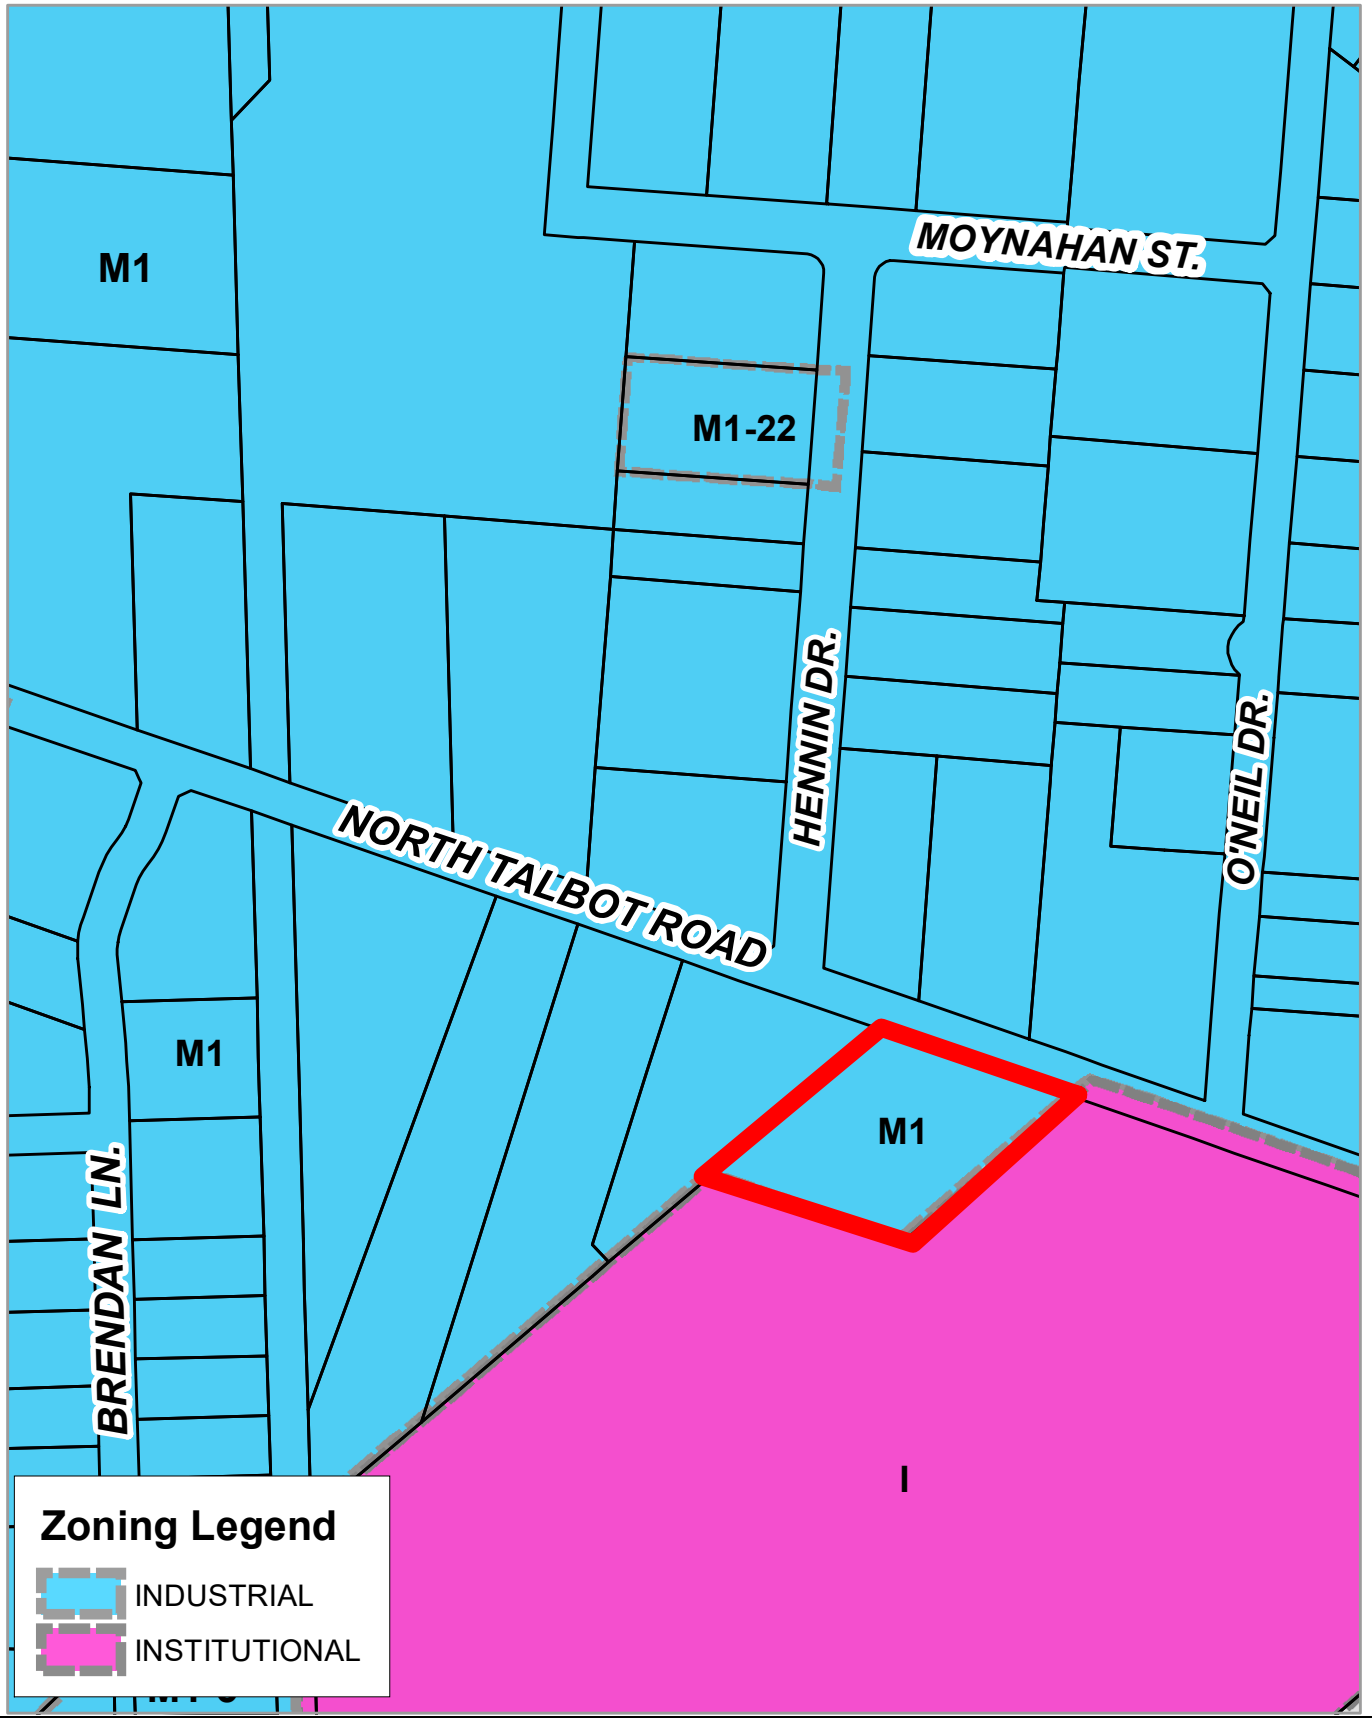 MOYNAHAN ST.
M1
M1-22
HENNIN DR.
O'NEIL DR.
NORTH TALBOT ROAD
M1
M1
BRENDAN LN.
I
Zoning Legend
INDUSTRIAL
INSTITUTIONAL